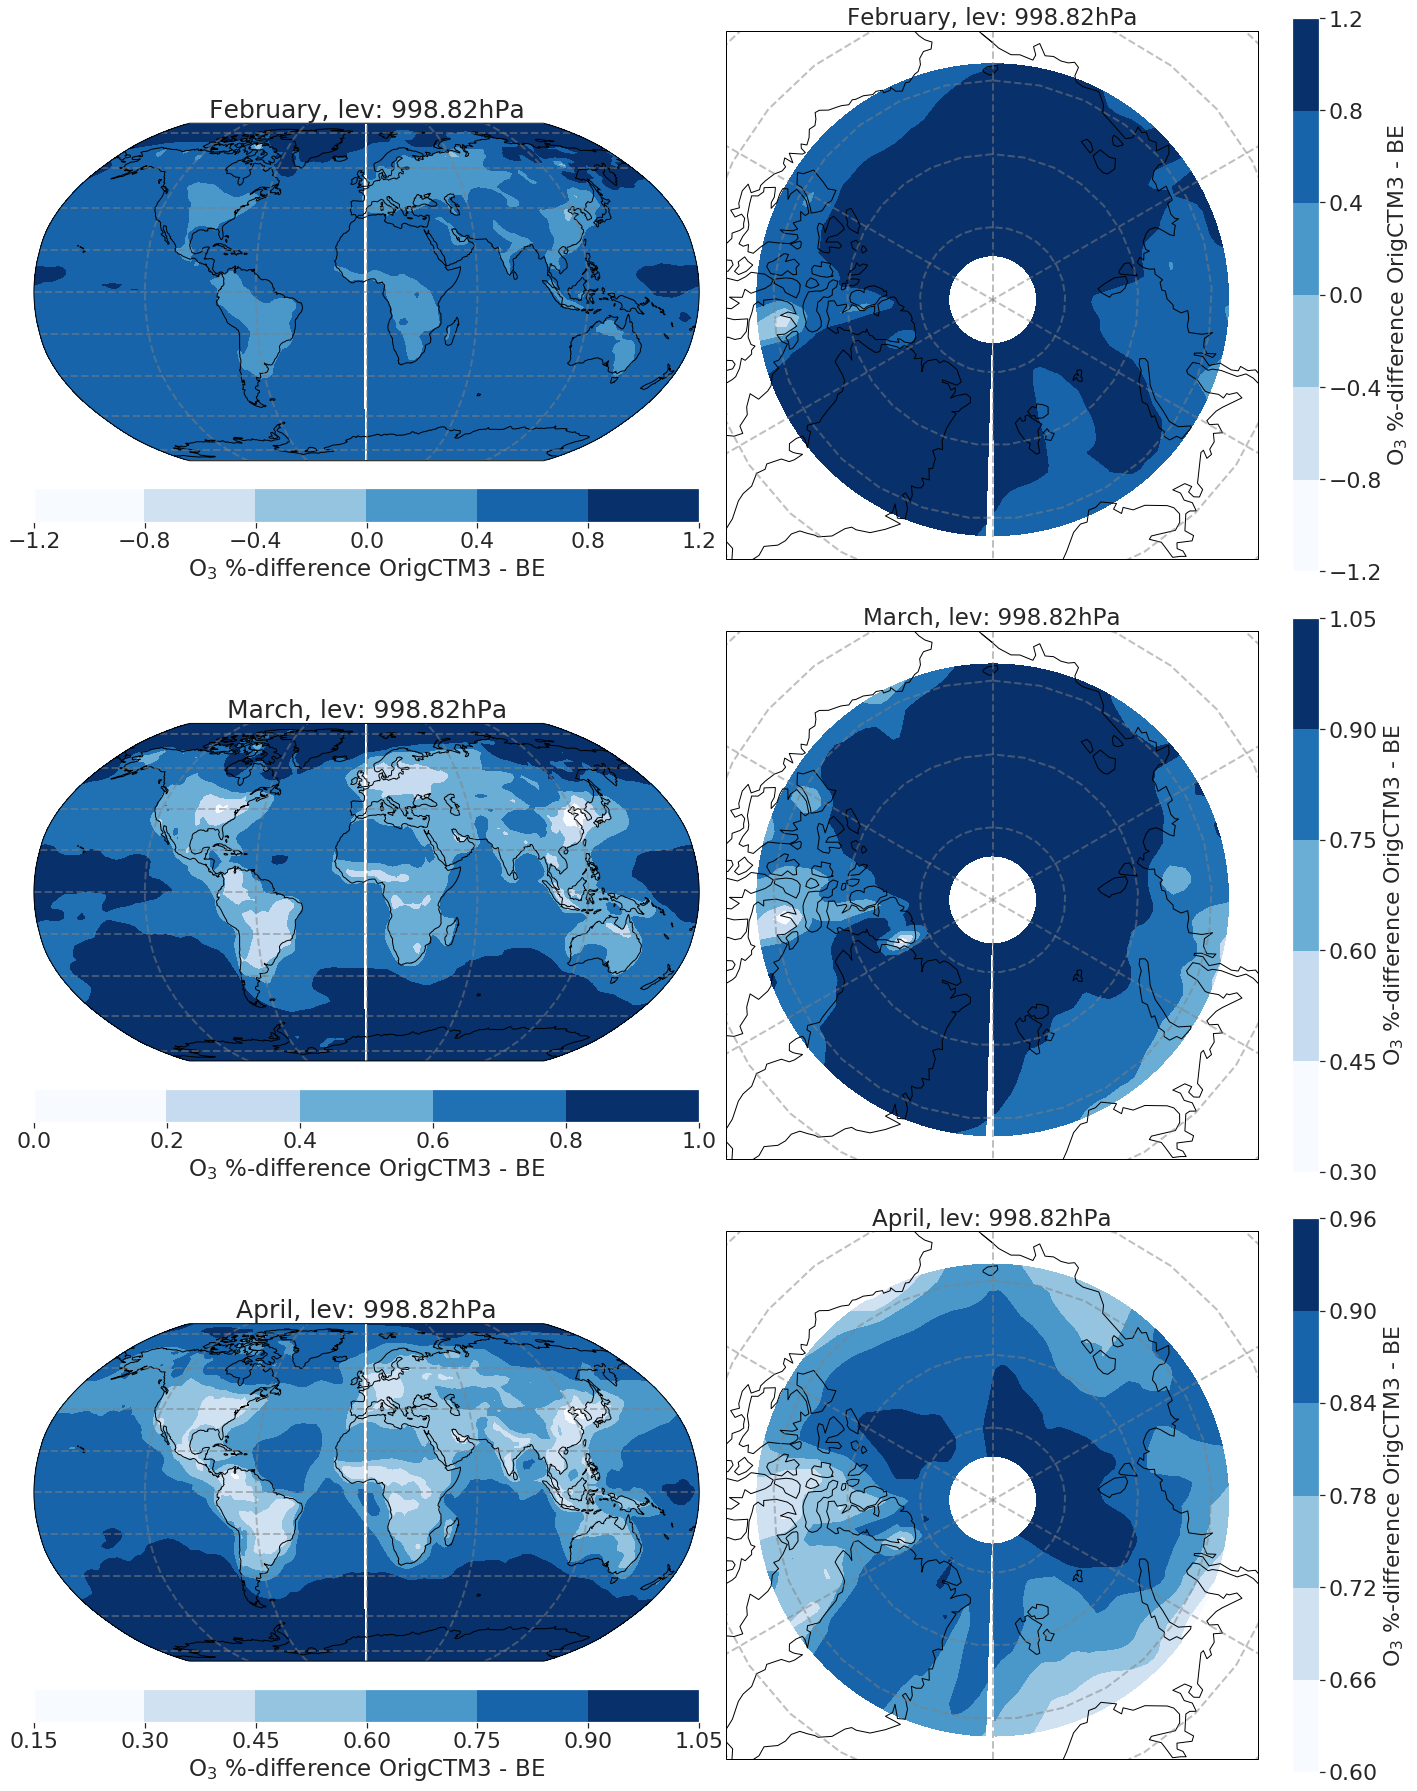 February, lev: 998.82hPa
−1.2 −0.8 −0.4 0.0 0.4 0.8 1.2
O₃ %-difference OrigCTM3 - BE
February, lev: 998.82hPa
1.2
0.8
0.4
0.0
−0.4
−0.8
−1.2
O₃ %-difference OrigCTM3 - BE
March, lev: 998.82hPa
0.0 0.2 0.4 0.6 0.8 1.0
O₃ %-difference OrigCTM3 - BE
March, lev: 998.82hPa
1.05
0.90
0.75
0.60
0.45
0.30
O₃ %-difference OrigCTM3 - BE
April, lev: 998.82hPa
0.15 0.30 0.45 0.60 0.75 0.90 1.05
O₃ %-difference OrigCTM3 - BE
April, lev: 998.82hPa
0.96
0.90
0.84
0.78
0.72
0.66
0.60
O₃ %-difference OrigCTM3 - BE